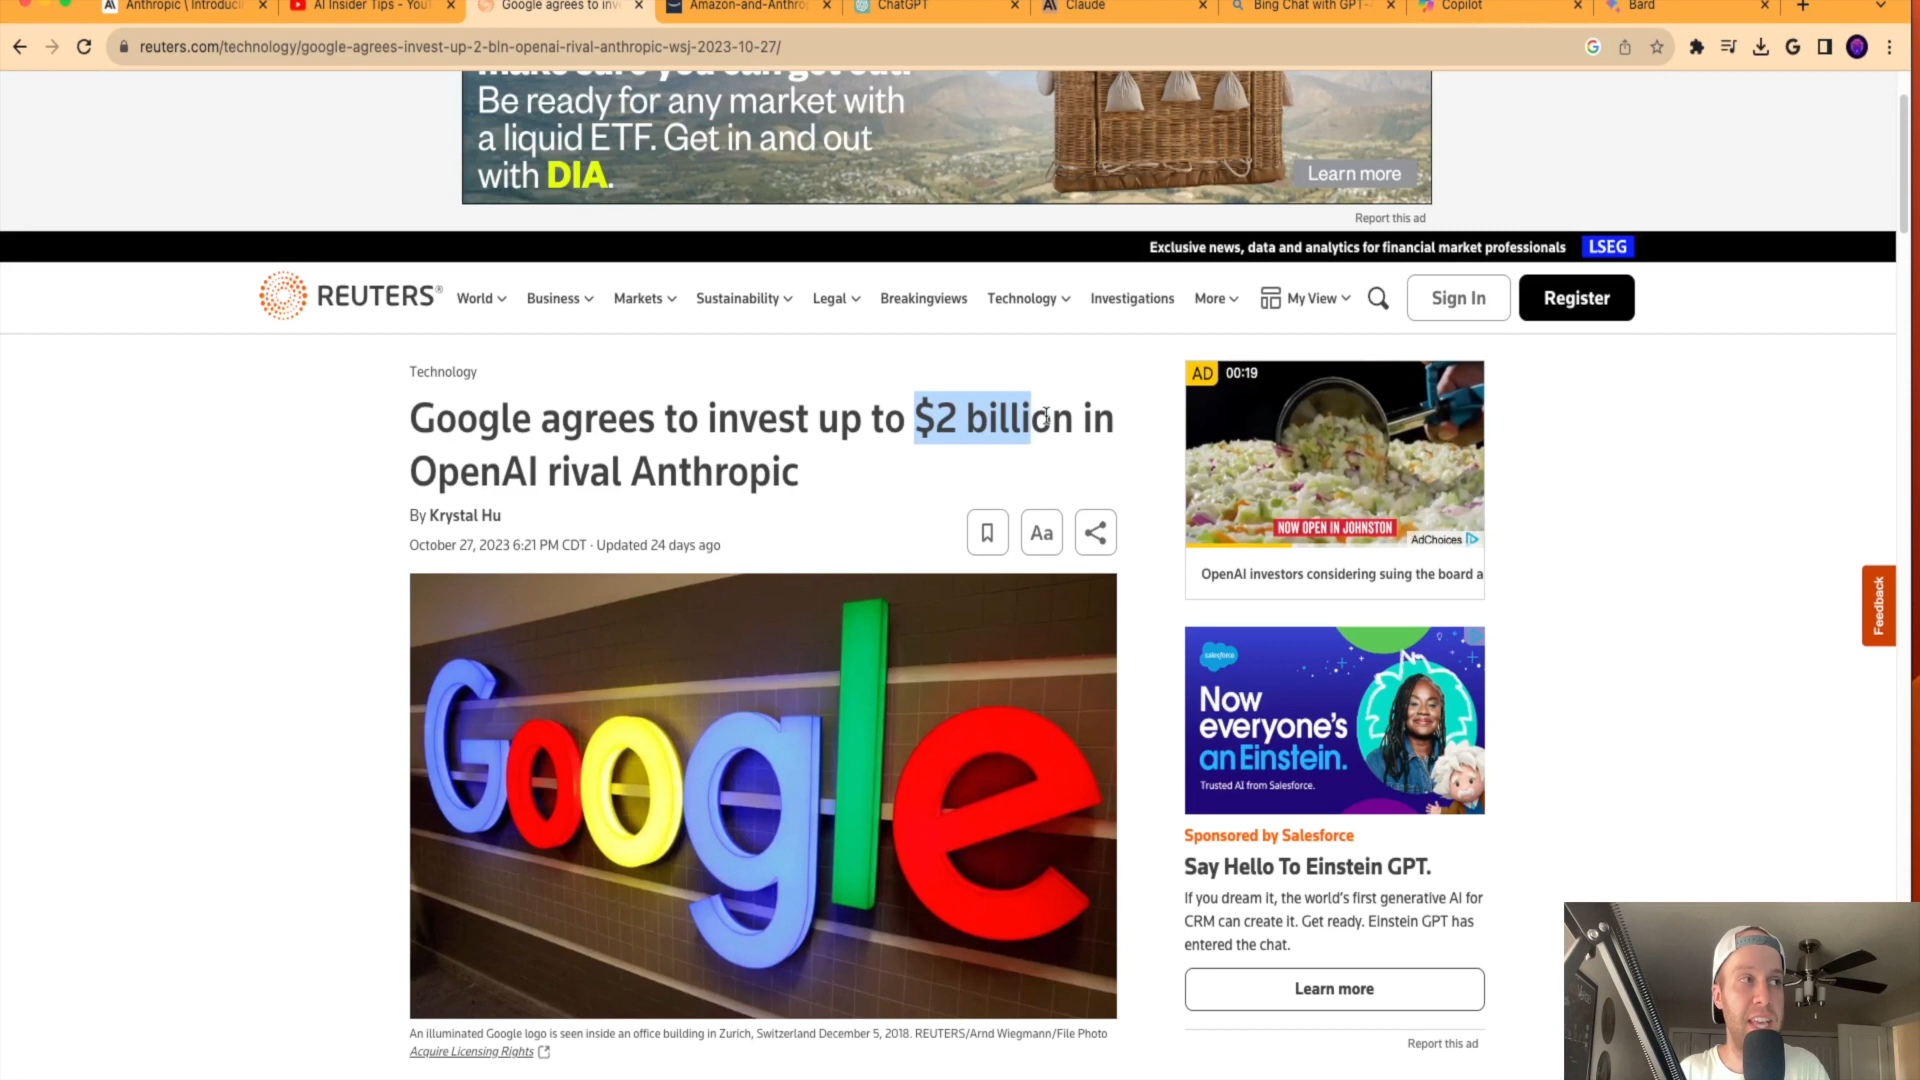 Anthropic \ Introduci
AI Insider Tips - YouT
Google agrees to inv
Amazon-and-Anthro
ChatGPT
Claude
Bing Chat with GPT-
Copilot
Bard
reuters.com/technology/google-agrees-invest-up-2-bln-openai-rival-anthropic-wsj-2023-10-27/
make sure you can get out.
Be ready for any market with
a liquid ETF. Get in and out
with DIA.
Learn more
Report this ad
Exclusive news, data and analytics for financial market professionals LSEG
REUTERS®
World
Business
Markets
Sustainability
Legal
Breakingviews
Technology
Investigations
More
My View
Sign In
Register
Technology
Google agrees to invest up to $2 billion in
OpenAI rival Anthropic
By Krystal Hu
October 27, 2023 6:21 PM CDT · Updated 24 days ago
Aa
AD 00:19
NOW OPEN IN JOHNSTON
AdChoices
OpenAI investors considering suing the board a
Feedback
Google
An illuminated Google logo is seen inside an office building in Zurich, Switzerland December 5, 2018. REUTERS/Arnd Wiegmann/File Photo
Acquire Licensing Rights
salesforce
Now
everyone's
an Einstein.
Trusted AI from Salesforce.
Sponsored by Salesforce
Say Hello To Einstein GPT.
If you dream it, the world's first generative AI for
CRM can create it. Get ready. Einstein GPT has
entered the chat.
Learn more
Report this ad